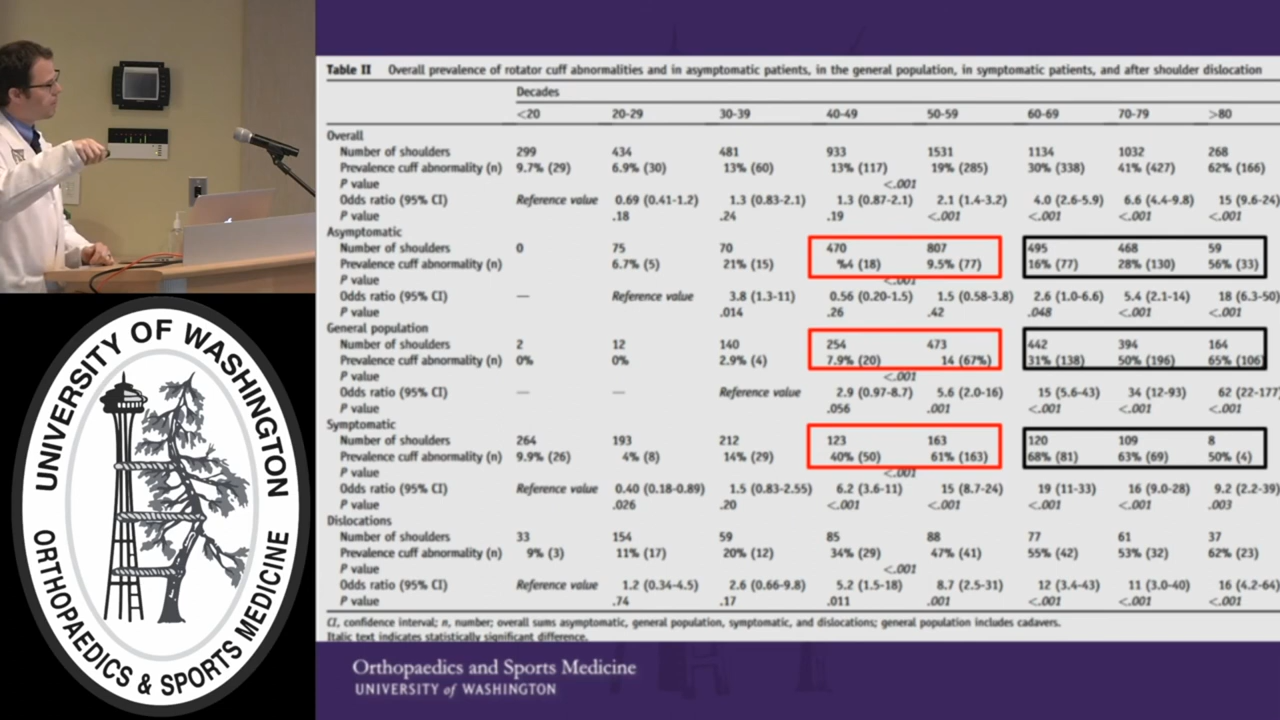 Table II Overall prevalence of rotator cuff abnormalities and in asymptomatic patients, in the general population, in symptomatic patients, and after shoulder dislocation
Decades
<20 20-29 30-39 40-49 50-59 60-69 70-79 >80
Overall
Number of shoulders 299 434 481 933 1531 1134 1032 268
Prevalence cuff abnormality (n) 9.7% (29) 6.9% (30) 13% (60) 13% (117) 19% (285) 30% (338) 41% (427) 62% (166)
P value <.001
Odds ratio (95% CI) Reference value 0.69 (0.41-1.2) 1.3 (0.83-2.1) 1.3 (0.87-2.1) 2.1 (1.4-3.2) 4.0 (2.6-5.9) 6.6 (4.4-9.8) 15 (9.6-24)
P value .18 .24 .19 <.001 <.001 <.001 <.001
Asymptomatic
Number of shoulders 0 75 70 470 807 495 468 59
Prevalence cuff abnormality (n) 6.7% (5) 21% (15) %4 (18) 9.5% (77) 16% (77) 28% (130) 56% (33)
P value <.001
Odds ratio (95% CI) — Reference value 3.8 (1.3-11) 0.56 (0.20-1.5) 1.5 (0.58-3.8) 2.6 (1.0-6.6) 5.4 (2.1-14) 18 (6.3-50)
P value .014 .26 .42 .048 <.001 <.001
General population
Number of shoulders 2 12 140 254 473 442 394 164
Prevalence cuff abnormality (n) 0% 0% 2.9% (4) 7.9% (20) 14 (67%) 31% (138) 50% (196) 65% (106
P value <.001
Odds ratio (95% CI) — — Reference value 2.9 (0.97-8.7) 5.6 (2.0-16) 15 (5.6-43) 34 (12-93) 62 (22-177
P value .056 .001 <.001 <.001 <.001
Symptomatic
Number of shoulders 264 193 212 123 163 120 109 8
Prevalence cuff abnormality (n) 9.9% (26) 4% (8) 14% (29) 40% (50) 61% (163) 68% (81) 63% (69) 50% (4)
P value <.001
Odds ratio (95% CI) Reference value 0.40 (0.18-0.89) 1.5 (0.83-2.55) 6.2 (3.6-11) 15 (8.7-24) 19 (11-33) 16 (9.0-28) 9.2 (2.2-39)
P value .026 .20 <.001 <.001 <.001 <.001 .003
Dislocations
Number of shoulders 33 154 59 85 88 77 61 37
Prevalence cuff abnormality (n) 9% (3) 11% (17) 20% (12) 34% (29) 47% (41) 55% (42) 53% (32) 62% (23)
P value <.001
Odds ratio (95% CI) Reference value 1.2 (0.34-4.5) 2.6 (0.66-9.8) 5.2 (1.5-18) 8.7 (2.5-31) 12 (3.4-43) 11 (3.0-40) 16 (4.2-64)
P value .74 .17 .011 .001 <.001 <.001 <.001
CI, confidence interval; n, number; overall sums asymptomatic, general population, symptomatic, and dislocations; general population includes cadavers.
Italic text indicates statistically significant difference.
UNIVERSITY OF WASHINGTON
ORTHOPAEDICS & SPORTS MEDICINE
Orthopaedics and Sports Medicine
UNIVERSITY of WASHINGTON